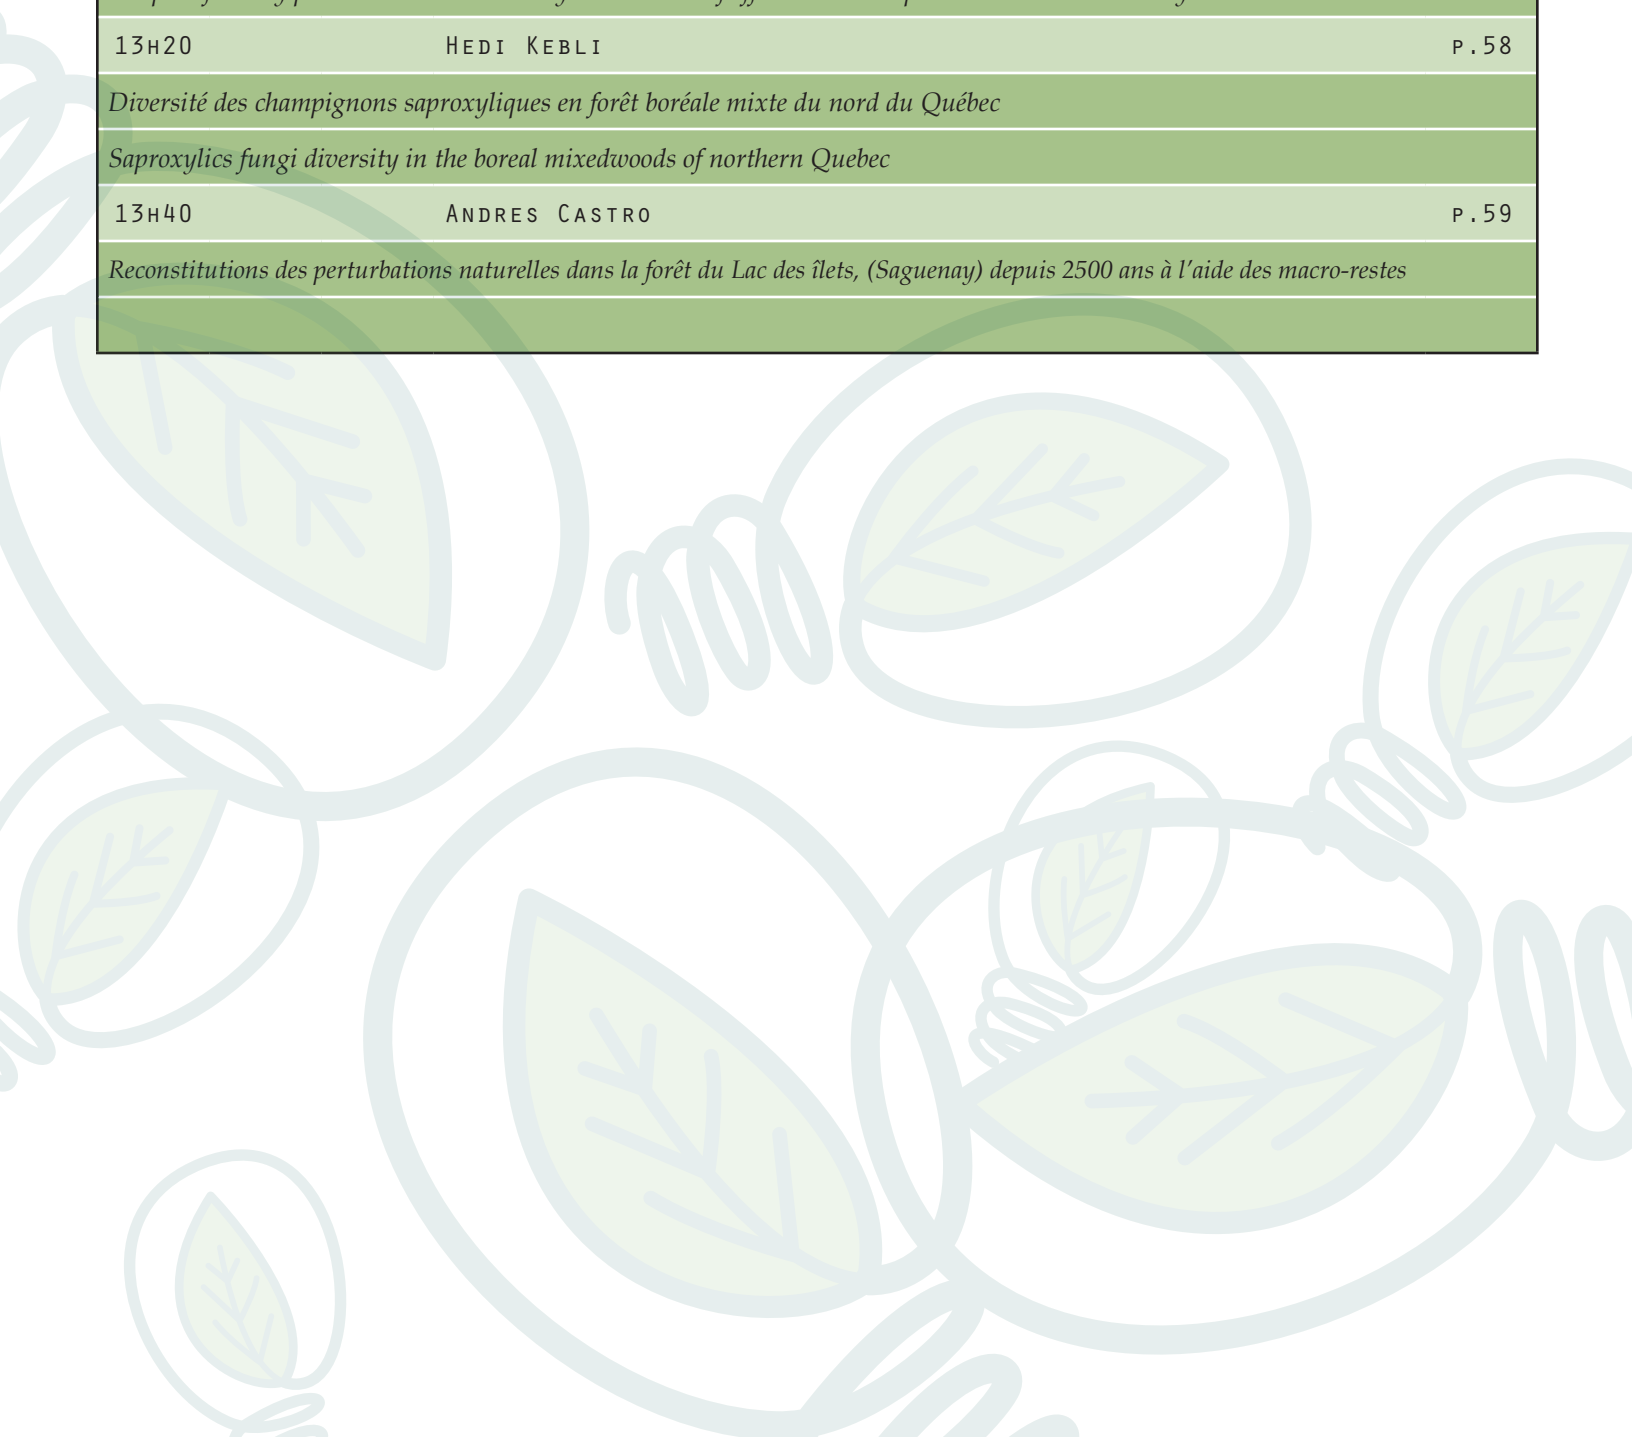 13H20 HEDI KEBLI P.58
Diversité des champignons saproxyliques en forêt boréale mixte du nord du Québec
Saproxylics fungi diversity in the boreal mixedwoods of northern Quebec
13H40 ANDRES CASTRO P.59
Reconstitutions des perturbations naturelles dans la forêt du Lac des îlets, (Saguenay) depuis 2500 ans à l'aide des macro-restes